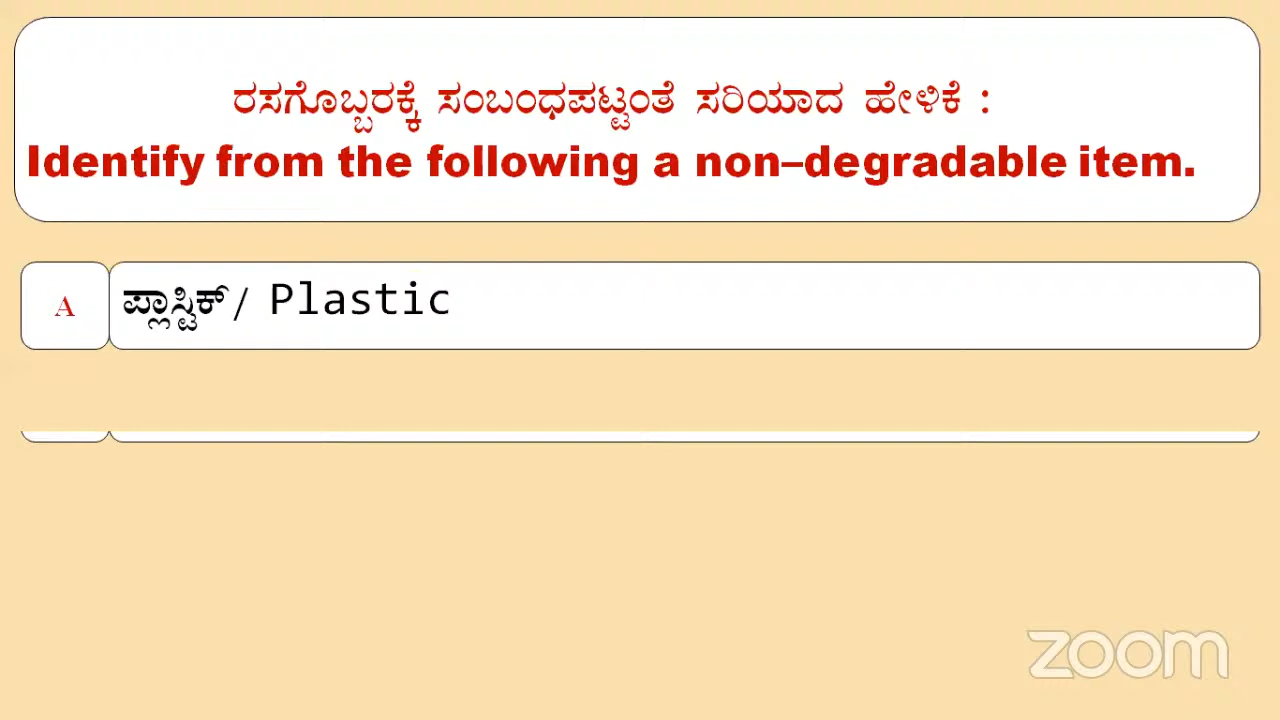 ರಸಗೊಬ್ಬರಕ್ಕೆ ಸಂಬಂಧಪಟ್ಟಂತೆ ಸರಿಯಾದ ಹೇಳಿಕೆ :
Identify from the following a non–degradable item.
A ಪ್ಲಾಸ್ಟಿಕ್/ Plastic
zoom